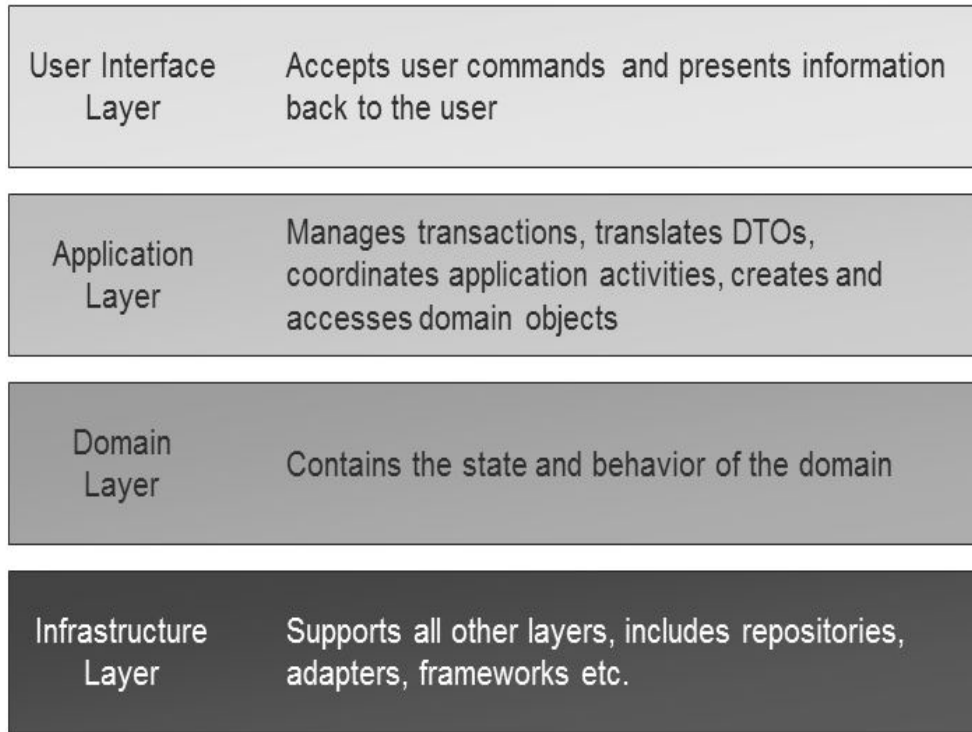 User Interface
Layer
Accepts user commands and presents information
back to the user
Application
Layer
Manages transactions, translates DTOs,
coordinates application activities, creates and
accesses domain objects
Domain
Layer
Contains the state and behavior of the domain
Infrastructure
Layer
Supports all other layers, includes repositories,
adapters, frameworks etc.